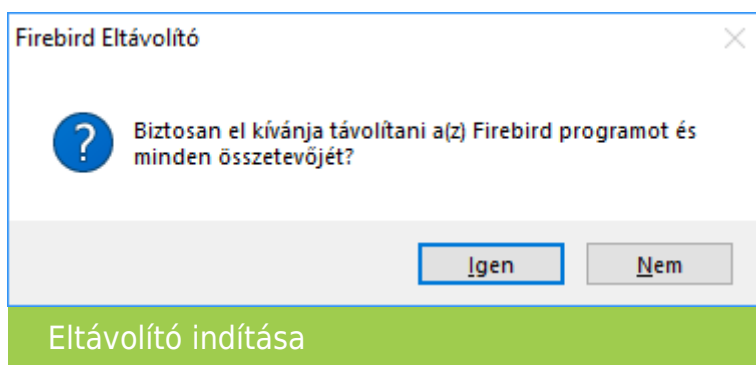 Firebird Eltávolító
Biztosan el kívánja távolítani a(z) Firebird programot és
minden összetevőjét?
Igen
Nem
Eltávolító indítása